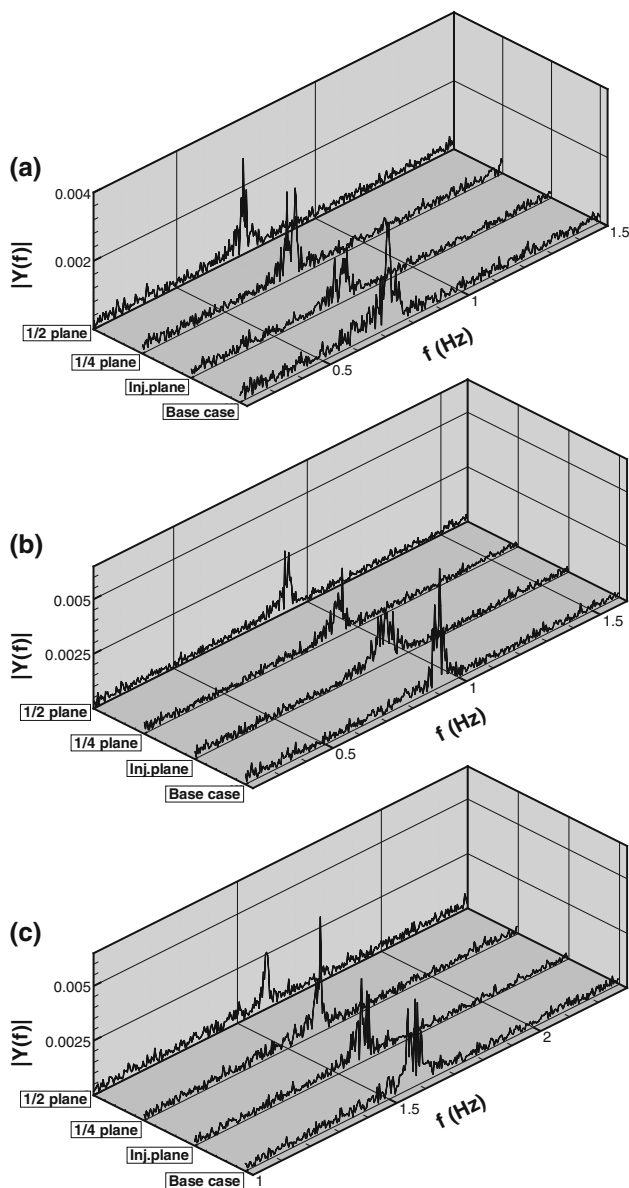 (a)
0.004
0.002
|Y(f)|
1/2 plane
1/4 plane
Inj.plane
Base case
0.5
1
1.5
f (Hz)
(b)
0.005
0.0025
|Y(f)|
1/2 plane
1/4 plane
Inj.plane
Base case
0.5
1
1.5
f (Hz)
(c)
0.005
0.0025
|Y(f)|
1/2 plane
1/4 plane
Inj.plane
Base case
1
1.5
2
f (Hz)